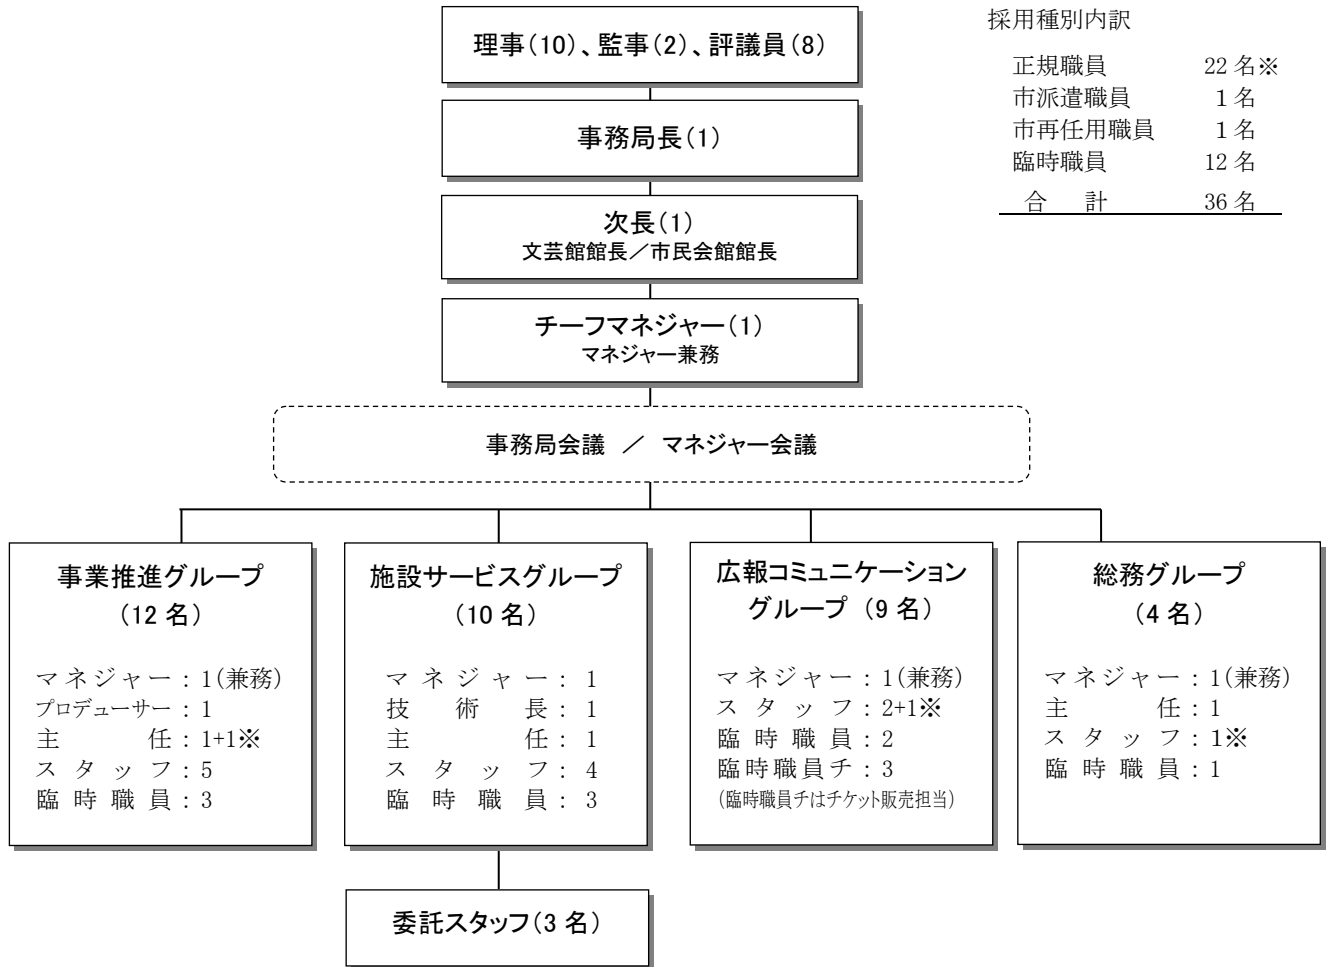 理事(10)、監事(2)、評議員(8)
事務局長(1)
次長(1)
文芸館館長／市民会館館長
チーフマネジャー(1)
マネジャー兼務
事務局会議 ／ マネジャー会議
採用種別内訳
正規職員 22 名※
市派遣職員 1 名
市再任用職員 1 名
臨時職員 12 名
合 計 36 名
事業推進グループ
(12 名)
マネジャー：1(兼務)
プロデューサー：1
主 任：1+1※
スタッフ：5
臨時職員：3
施設サービスグループ
(10 名)
マネジャー： 1
技 術 長： 1
主 任： 1
スタッフ： 4
臨時職員： 3
委託スタッフ(3 名)
広報コミュニケーション
グループ (9 名)
マネジャー：1(兼務)
スタッフ：2+1※
臨時職員：2
臨時職員チ：3
(臨時職員チはチケット販売担当)
総務グループ
(4 名)
マネジャー：1(兼務)
主 任：1
スタッフ：1※
臨時職員：1